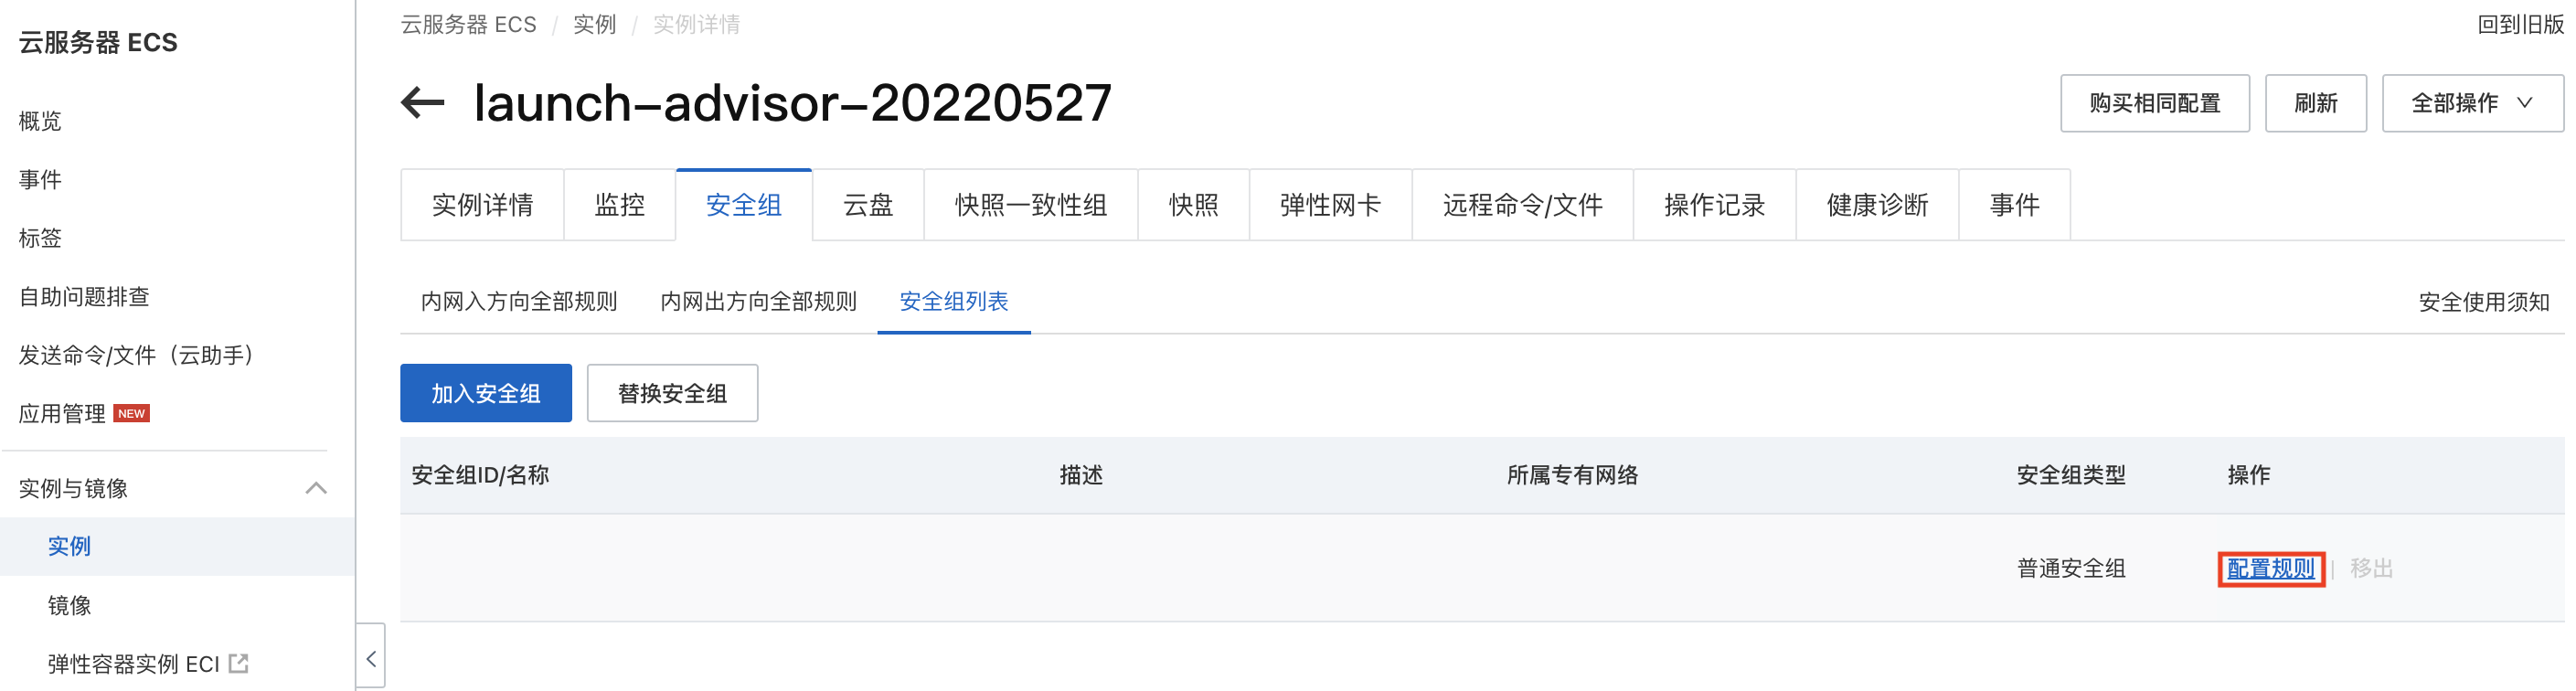 云服务器 ECS
概览
事件
标签
自助问题排查
发送命令/文件（云助手）
应用管理 NEW
实例与镜像
实例
镜像
弹性容器实例 ECI
云服务器 ECS / 实例 / 实例详情
回到旧版
launch-advisor-20220527
购买相同配置 刷新 全部操作
实例详情 监控 安全组 云盘 快照一致性组 快照 弹性网卡 远程命令/文件 操作记录 健康诊断 事件
内网入方向全部规则 内网出方向全部规则 安全组列表 安全使用须知
加入安全组 替换安全组
安全组ID/名称 描述 所属专有网络 安全组类型 操作
普通安全组 配置规则 | 移出